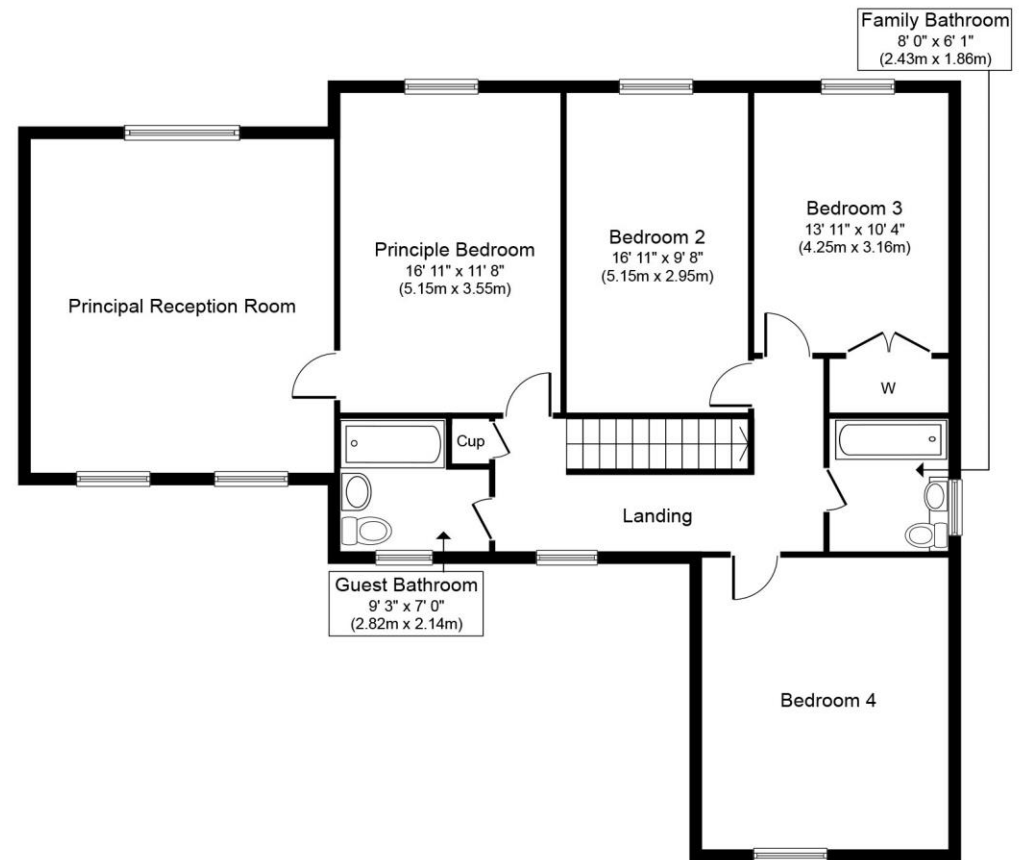 Family Bathroom
8' 0" x 6' 1"
(2.43m x 1.86m)
Principal Reception Room
Principle Bedroom
16' 11" x 11' 8"
(5.15m x 3.55m)
Bedroom 2
16' 11" x 9' 8"
(5.15m x 2.95m)
Bedroom 3
13' 11" x 10' 4"
(4.25m x 3.16m)
W
Cup
Landing
Guest Bathroom
9' 3" x 7' 0"
(2.82m x 2.14m)
Bedroom 4